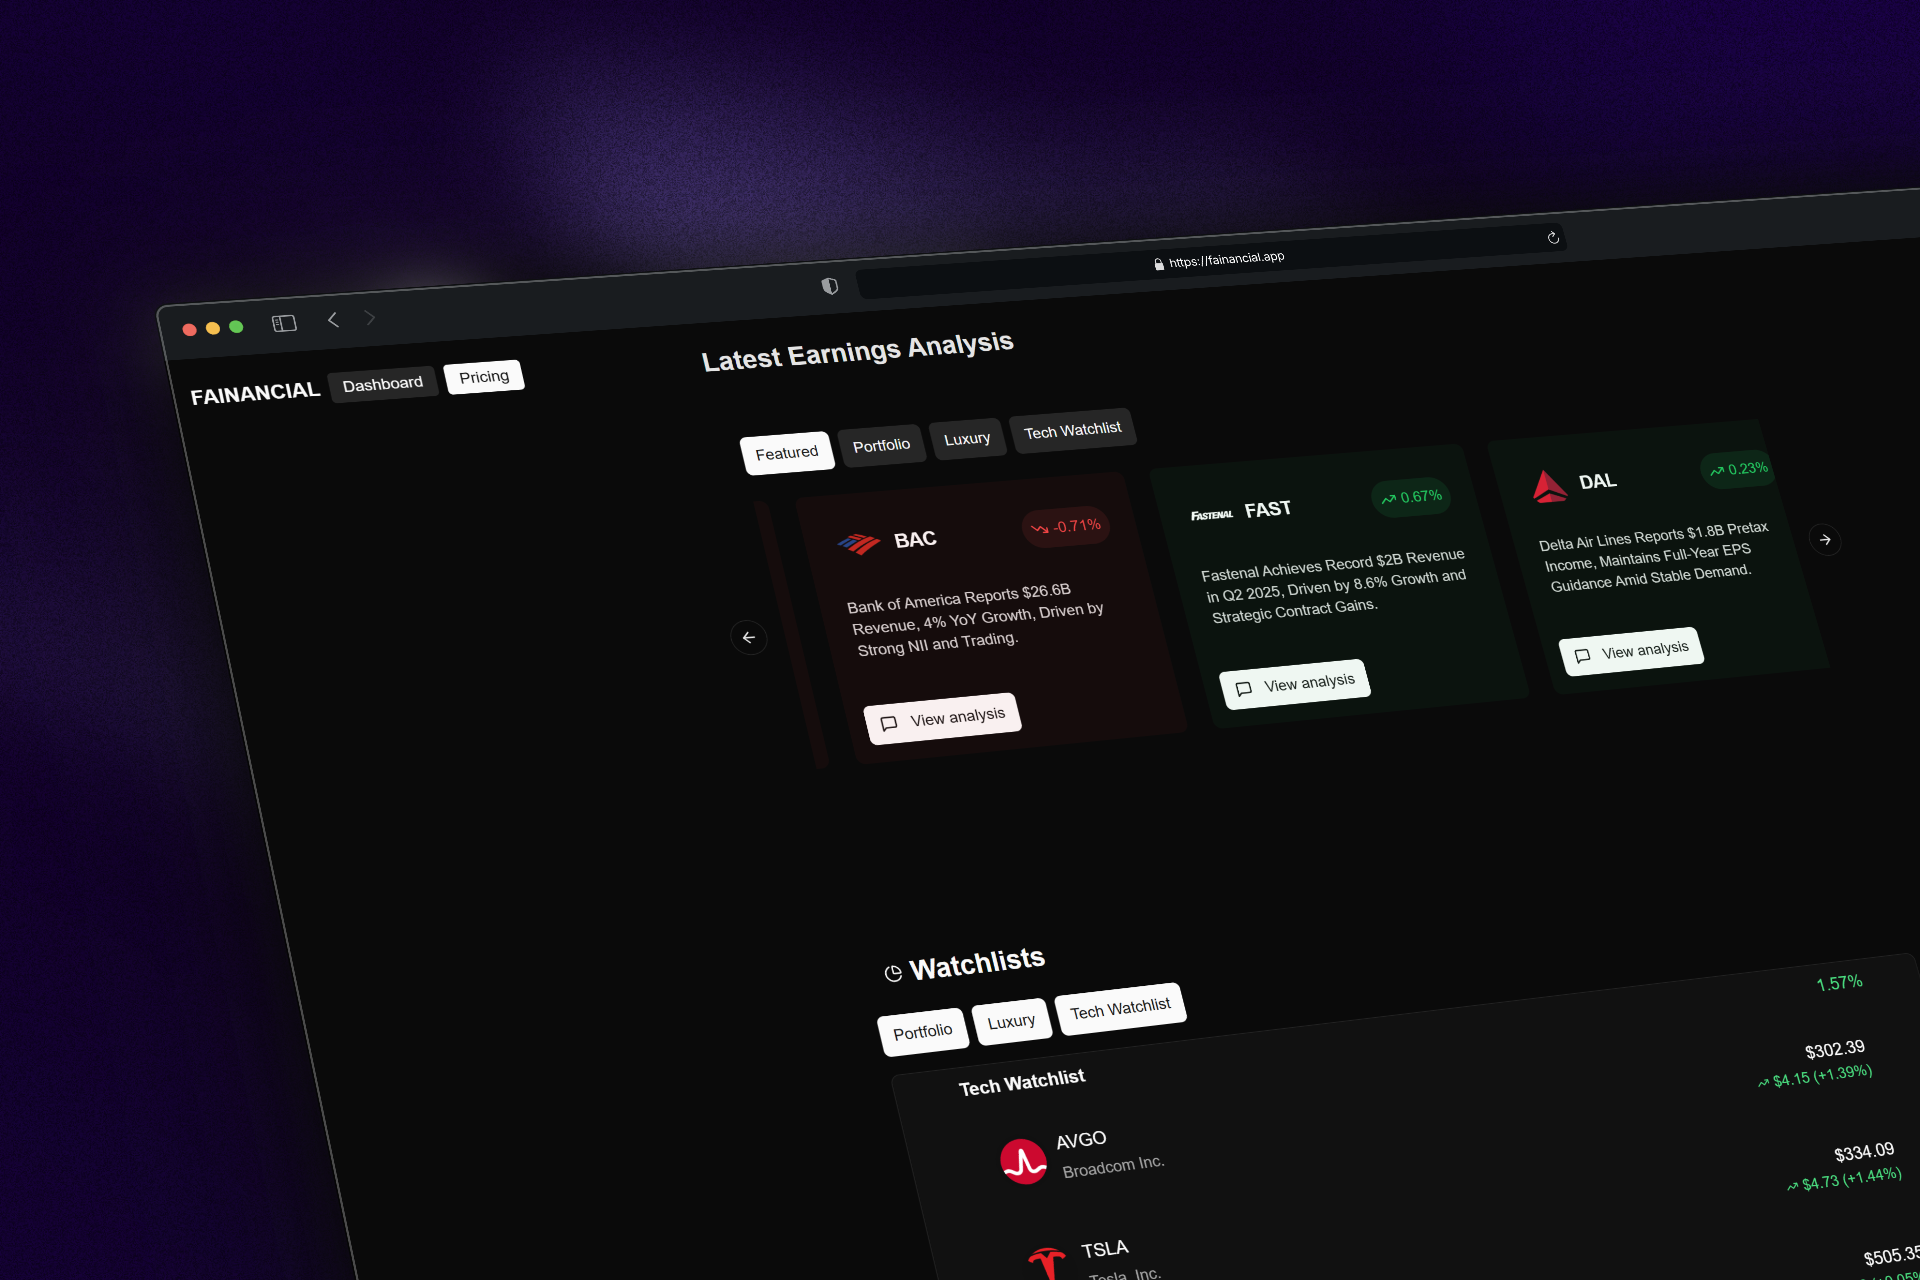 https://fainancial.app
FAINANCIAL
Dashboard
Pricing
Latest Earnings Analysis
Featured
Portfolio
Luxury
Tech Watchlist
BAC
-0.71%
Bank of America Reports $26.6B
Revenue, 4% YoY Growth, Driven by
Strong NII and Trading.
View analysis
FASTENAL
FAST
0.67%
Fastenal Achieves Record $2B Revenue
in Q2 2025, Driven by 8.6% Growth and
Strategic Contract Gains.
View analysis
DAL
0.23%
Delta Air Lines Reports $1.8B Pretax
Income, Maintains Full-Year EPS
Guidance Amid Stable Demand.
View analysis
Watchlists
Portfolio
Luxury
Tech Watchlist
Tech Watchlist
1.57%
AVGO
Broadcom Inc.
$302.39
$4.15 (+1.39%)
TSLA
Tesla, Inc.
$334.09
$4.73 (+1.44%)
$505.35